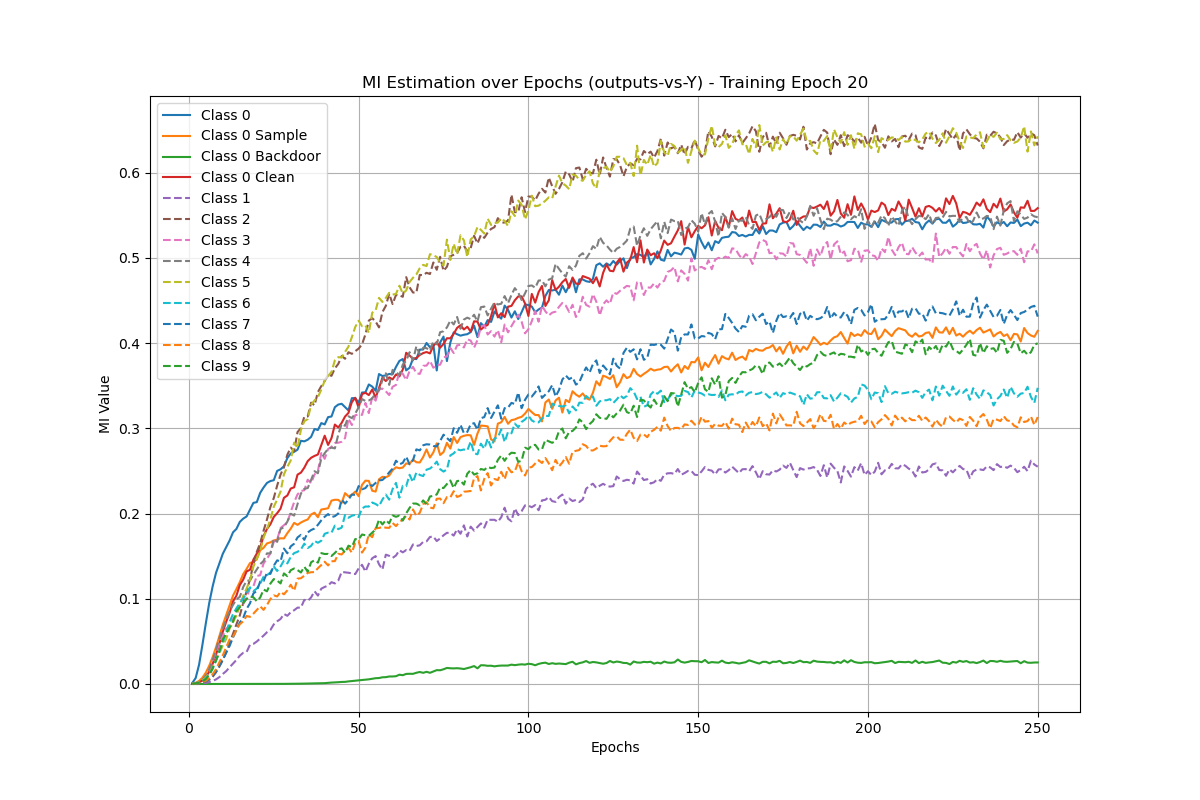 MI Estimation over Epochs (outputs-vs-Y) - Training Epoch 20
Class 0
Class 0 Sample
Class 0 Backdoor
Class 0 Clean
Class 1
Class 2
Class 3
Class 4
Class 5
Class 6
Class 7
Class 8
Class 9
MI Value
0.6
0.5
0.4
0.3
0.2
0.1
0.0
0 50 100 150 200 250
Epochs